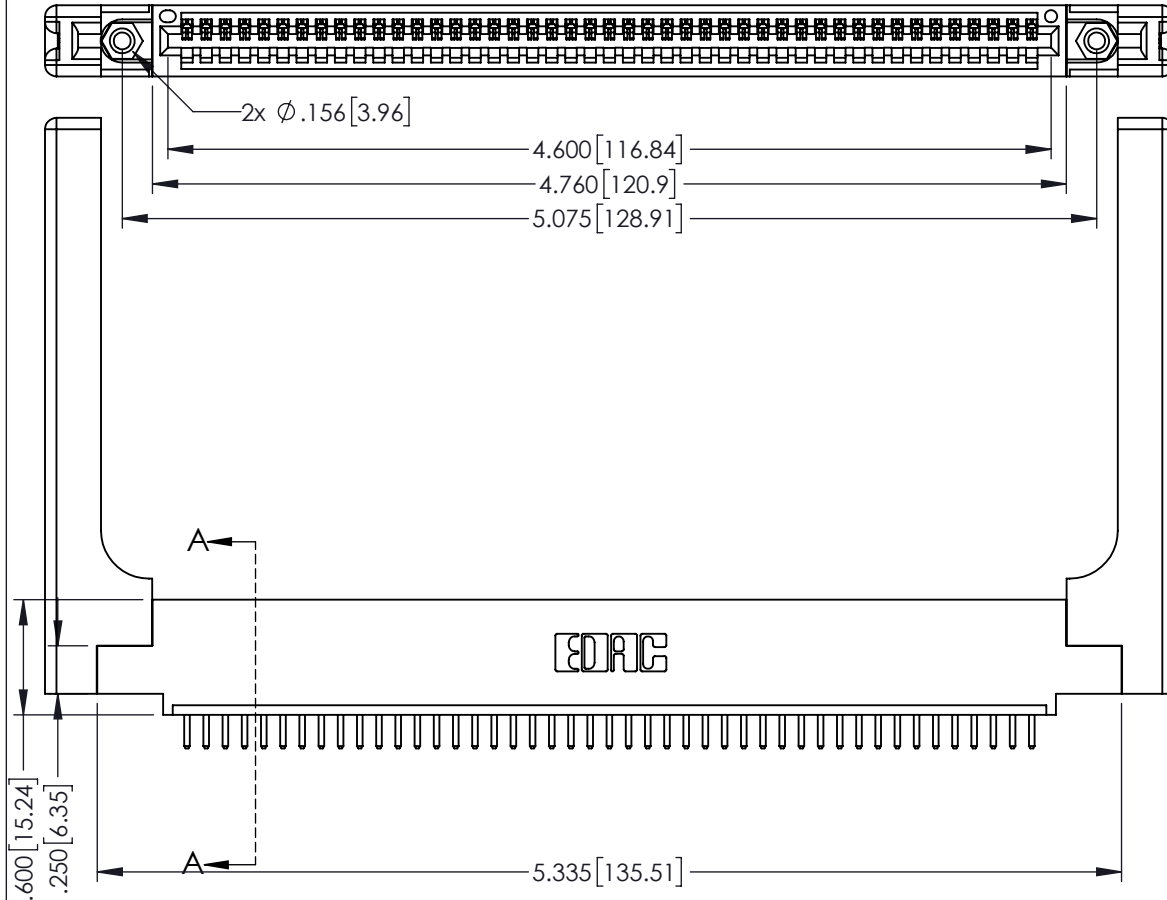 2x Ø.156[3.96]
4.600[116.84]
4.760[120.9]
5.075[128.91]
A
EDAC
.600[15.24]
.250[6.35]
A
5.335[135.51]